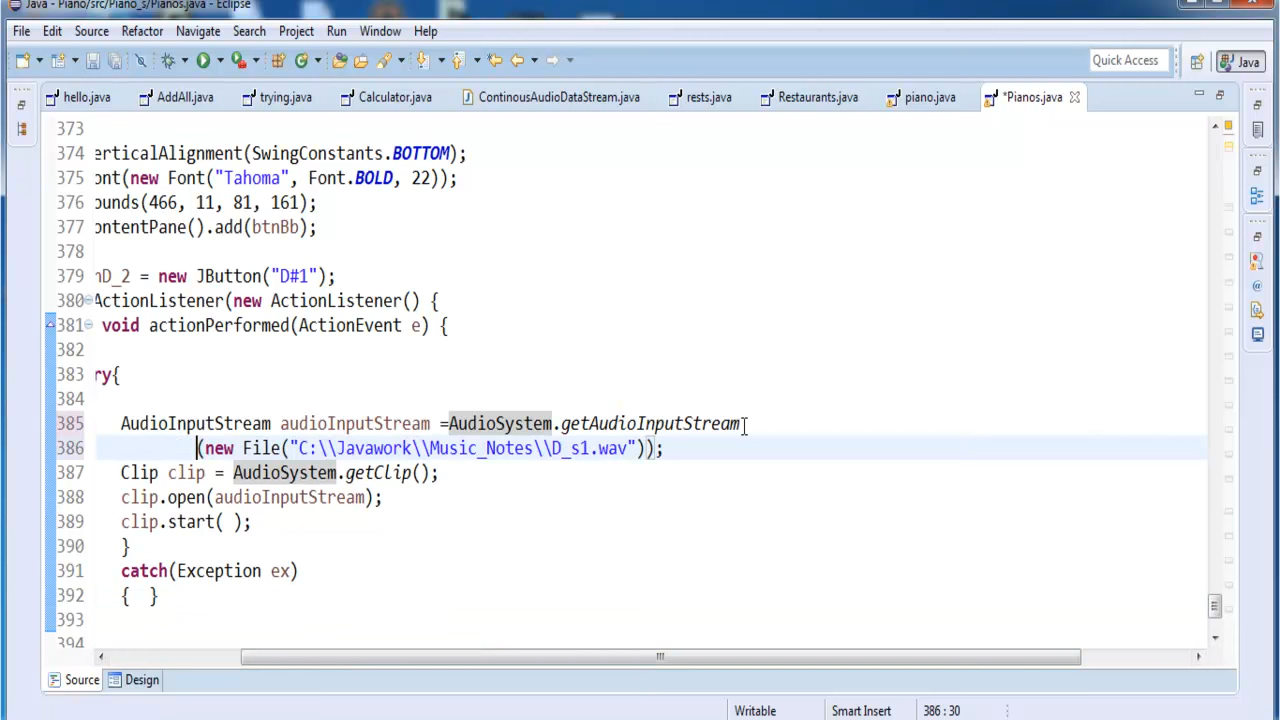 Java - Piano/src/Piano_s/Pianos.java - Eclipse
File Edit Source Refactor Navigate Search Project Run Window Help
Quick Access Java
hello.java AddAll.java trying.java Calculator.java ContinousAudioDataStream.java rests.java Restaurants.java piano.java *Pianos.java
373
374 erticalAlignment(SwingConstants.BOTTOM);
375 ont(new Font("Tahoma", Font.BOLD, 22));
376 ounds(466, 11, 81, 161);
377 ontentPane().add(btnBb);
378
379 nD_2 = new JButton("D#1");
380 ActionListener(new ActionListener() {
381 void actionPerformed(ActionEvent e) {
382
383 ry{
384
385 AudioInputStream audioInputStream =AudioSystem.getAudioInputStream
386 (new File("C:\\Javawork\\Music_Notes\\D_s1.wav"));
387 Clip clip = AudioSystem.getClip();
388 clip.open(audioInputStream);
389 clip.start( );
390 }
391 catch(Exception ex)
392 { }
393
394
Source Design
Writable Smart Insert 386 : 30